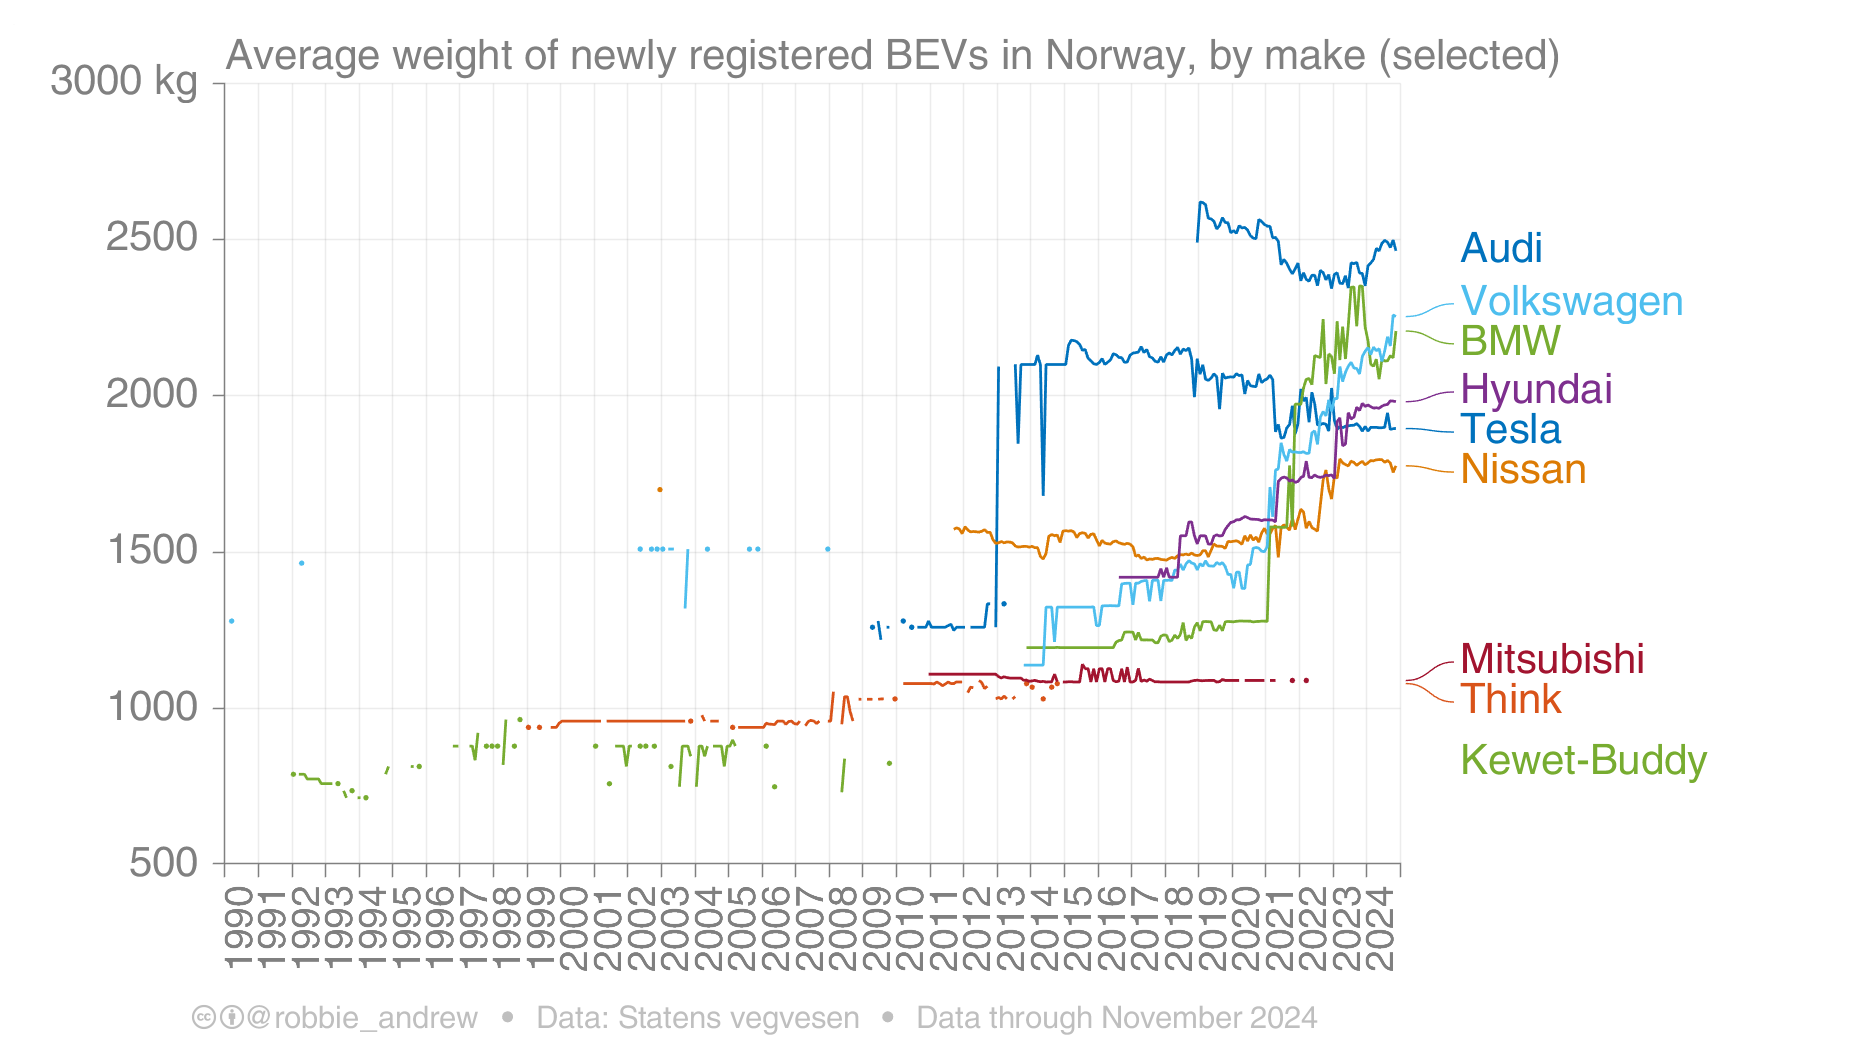 Average weight of newly registered BEVs in Norway, by make (selected)
3000 kg
2500
2000
1500
1000
500
Audi
Volkswagen
BMW
Hyundai
Tesla
Nissan
Mitsubishi
Think
Kewet-Buddy
1990 1991 1992 1993 1994 1995 1996 1997 1998 1999 2000 2001 2002 2003 2004 2005 2006 2007 2008 2009 2010 2011 2012 2013 2014 2015 2016 2017 2018 2019 2020 2021 2022 2023 2024
cc @robbie_andrew • Data: Statens vegvesen • Data through November 2024